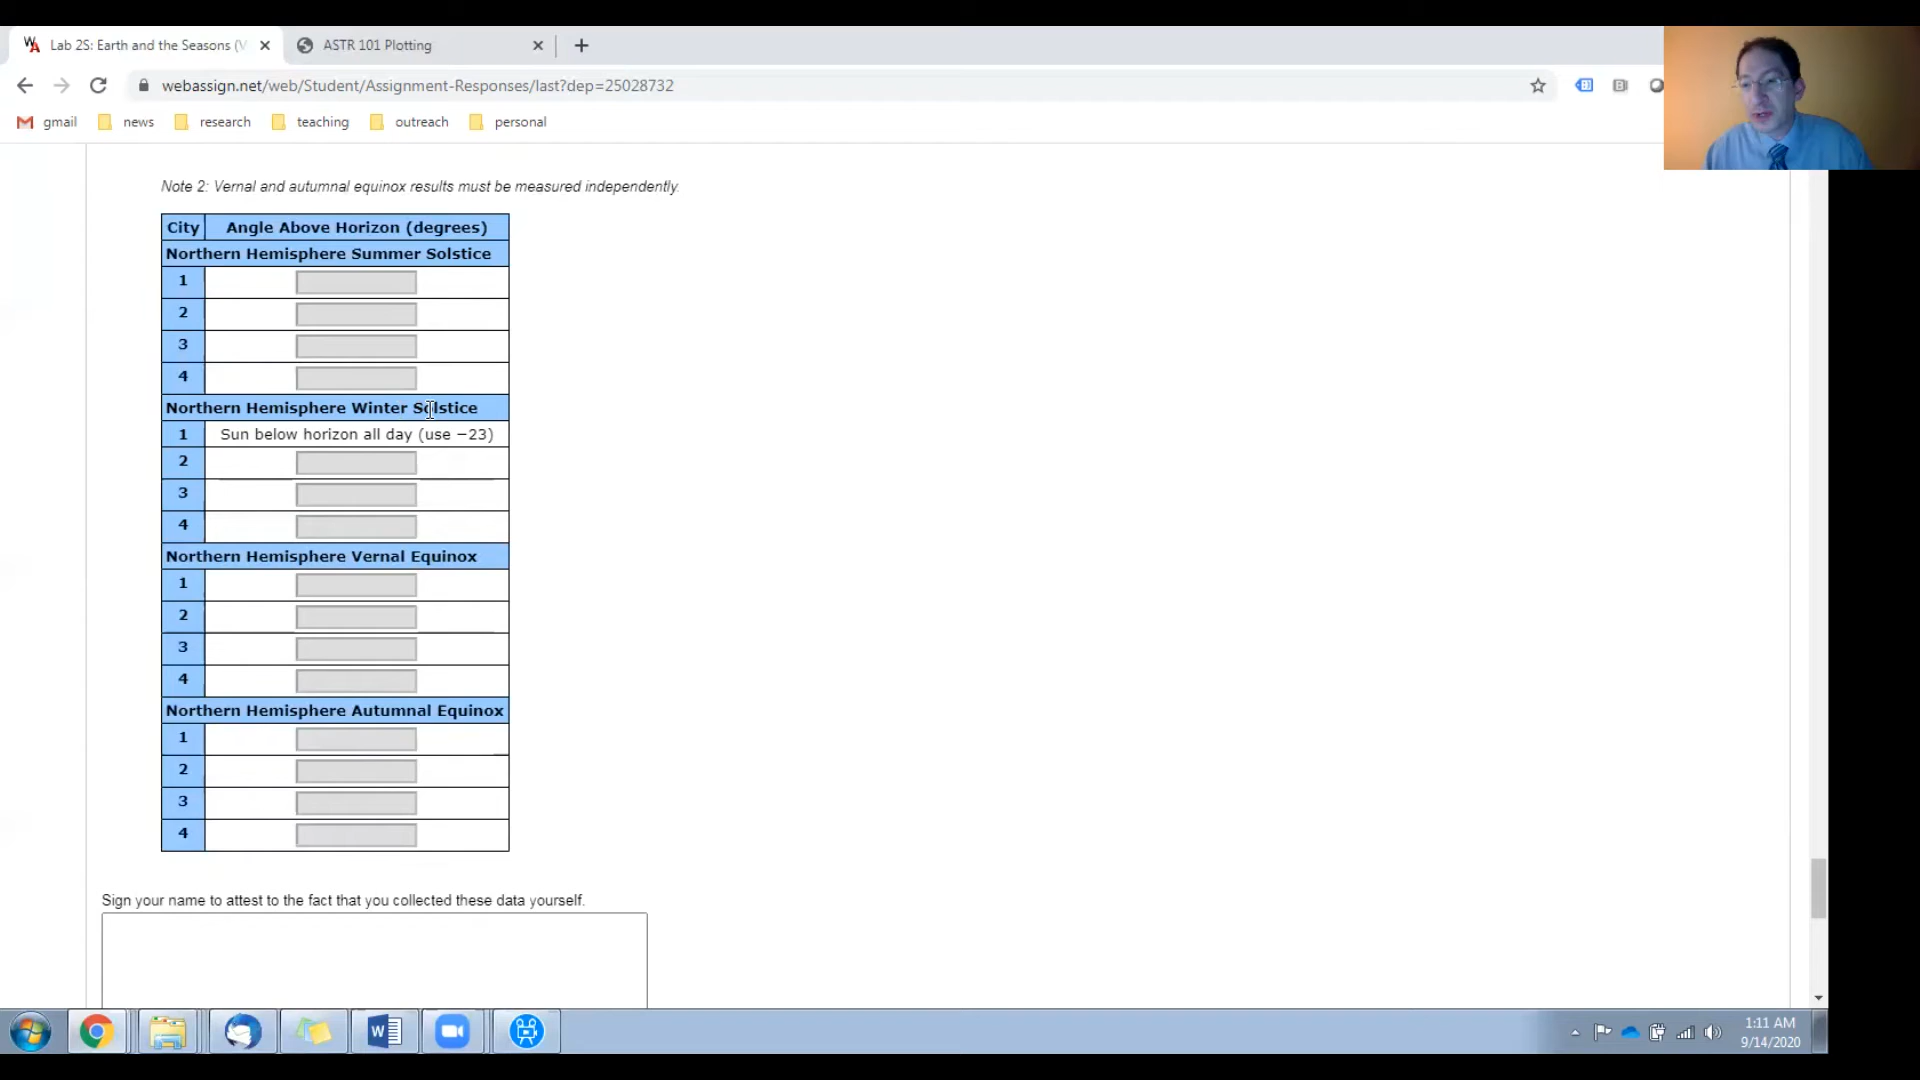 Lab 2S: Earth and the Seasons (V
ASTR 101 Plotting
webassign.net/web/Student/Assignment-Responses/last?dep=25028732
gmail news research teaching outreach personal
Note 2: Vernal and autumnal equinox results must be measured independently.
City Angle Above Horizon (degrees)
Northern Hemisphere Summer Solstice
1
2
3
4
Northern Hemisphere Winter Solstice
1 Sun below horizon all day (use −23)
2
3
4
Northern Hemisphere Vernal Equinox
1
2
3
4
Northern Hemisphere Autumnal Equinox
1
2
3
4
Sign your name to attest to the fact that you collected these data yourself.
1:11 AM
9/14/2020